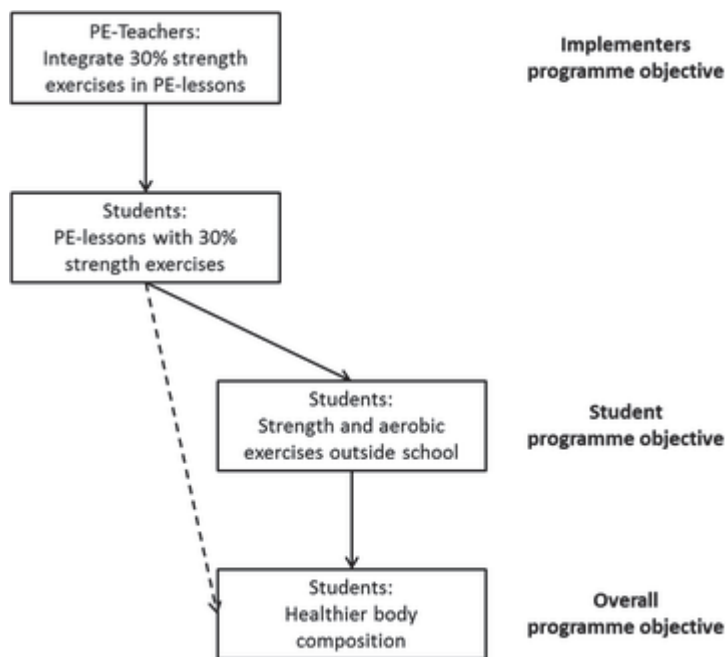 PE-Teachers:
Integrate 30% strength
exercises in PE-lessons
Implementers
programme objective
Students:
PE-lessons with 30%
strength exercises
Students:
Strength and aerobic
exercises outside school
Student
programme objective
Students:
Healthier body
composition
Overall
programme objective